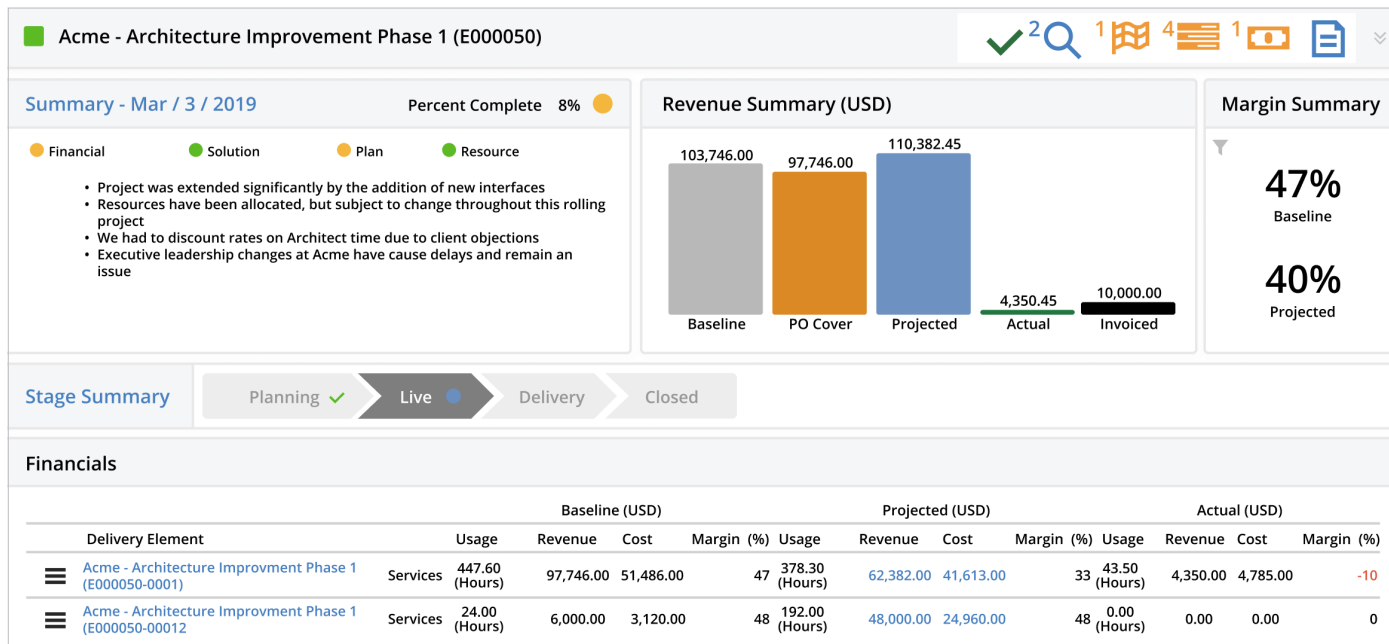 Acme - Architecture Improvement Phase 1 (E000050)
2 1 4 1
Summary - Mar / 3 / 2019 Percent Complete 8%
Financial Solution Plan Resource
• Project was extended significantly by the addition of new interfaces
• Resources have been allocated, but subject to change throughout this rolling
project
• We had to discount rates on Architect time due to client objections
• Executive leadership changes at Acme have cause delays and remain an
issue
Revenue Summary (USD)
103,746.00 97,746.00 110,382.45 4,350.45 10,000.00
Baseline PO Cover Projected Actual Invoiced
Margin Summary
47%
Baseline
40%
Projected
Stage Summary Planning Live Delivery Closed
Financials
Baseline (USD) Projected (USD) Actual (USD)
Delivery Element Usage Revenue Cost Margin (%) Usage Revenue Cost Margin (%) Usage Revenue Cost Margin (%)
Acme - Architecture Improvment Phase 1
(E000050-0001)
Services 447.60
(Hours) 97,746.00 51,486.00 47 378.30
(Hours) 62,382.00 41,613.00 33 43.50
(Hours) 4,350.00 4,785.00 -10
Acme - Architecture Improvment Phase 1
(E000050-00012
Services 24.00
(Hours) 6,000.00 3,120.00 48 192.00
(Hours) 48,000.00 24,960.00 48 0.00
(Hours) 0.00 0.00 0